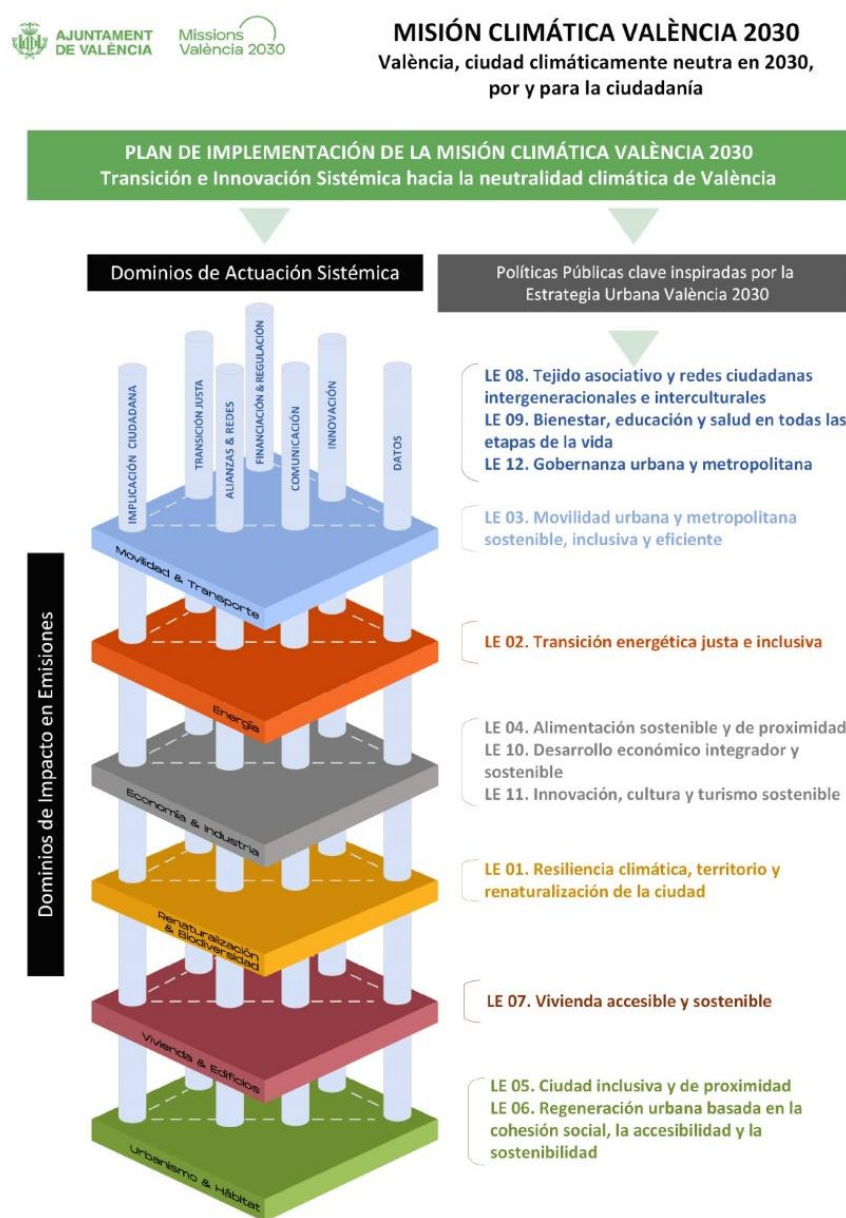 AJUNTAMENT
DE VALÈNCIA
Missions
València 2030
MISIÓN CLIMÁTICA VALÈNCIA 2030
València, ciudad climáticamente neutra en 2030,
por y para la ciudadanía
PLAN DE IMPLEMENTACIÓN DE LA MISIÓN CLIMÁTICA VALÈNCIA 2030
Transición e Innovación Sistémica hacia la neutralidad climática de València
Dominios de Actuación Sistémica
Políticas Públicas clave inspiradas por la
Estrategia Urbana València 2030
IMPLICACIÓN CIUDADANA
TRANSICIÓN JUSTA
ALIANZAS & REDES
FINANCIACIÓN & REGULACIÓN
COMUNICACIÓN
INNOVACIÓN
DATOS
LE 08. Tejido asociativo y redes ciudadanas
intergeneracionales e interculturales
LE 09. Bienestar, educación y salud en todas las
etapas de la vida
LE 12. Gobernanza urbana y metropolitana
Dominios de Impacto en Emisiones
Movilidad & Transporte
LE 03. Movilidad urbana y metropolitana
sostenible, inclusiva y eficiente
Energía
LE 02. Transición energética justa e inclusiva
Economía & Industria
LE 04. Alimentación sostenible y de proximidad
LE 10. Desarrollo económico integrador y
sostenible
LE 11. Innovación, cultura y turismo sostenible
Renaturalización
& Biodiversidad
LE 01. Resiliencia climática, territorio y
renaturalización de la ciudad
Vivienda & Edificios
LE 07. Vivienda accesible y sostenible
Urbanismo & Hábitat
LE 05. Ciudad inclusiva y de proximidad
LE 06. Regeneración urbana basada en la
cohesión social, la accesibilidad y la
sostenibilidad